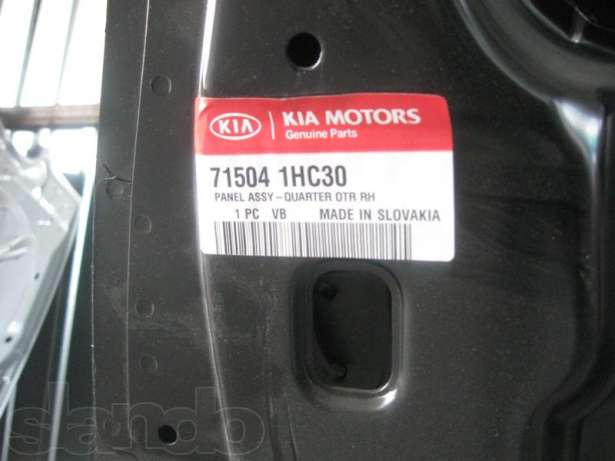 KIA
KIA MOTORS
Genuine Parts
71504 1HC30
PANEL ASSY-QUARTER OTR RH
1 PC VB MADE IN SLOVAKIA
slando